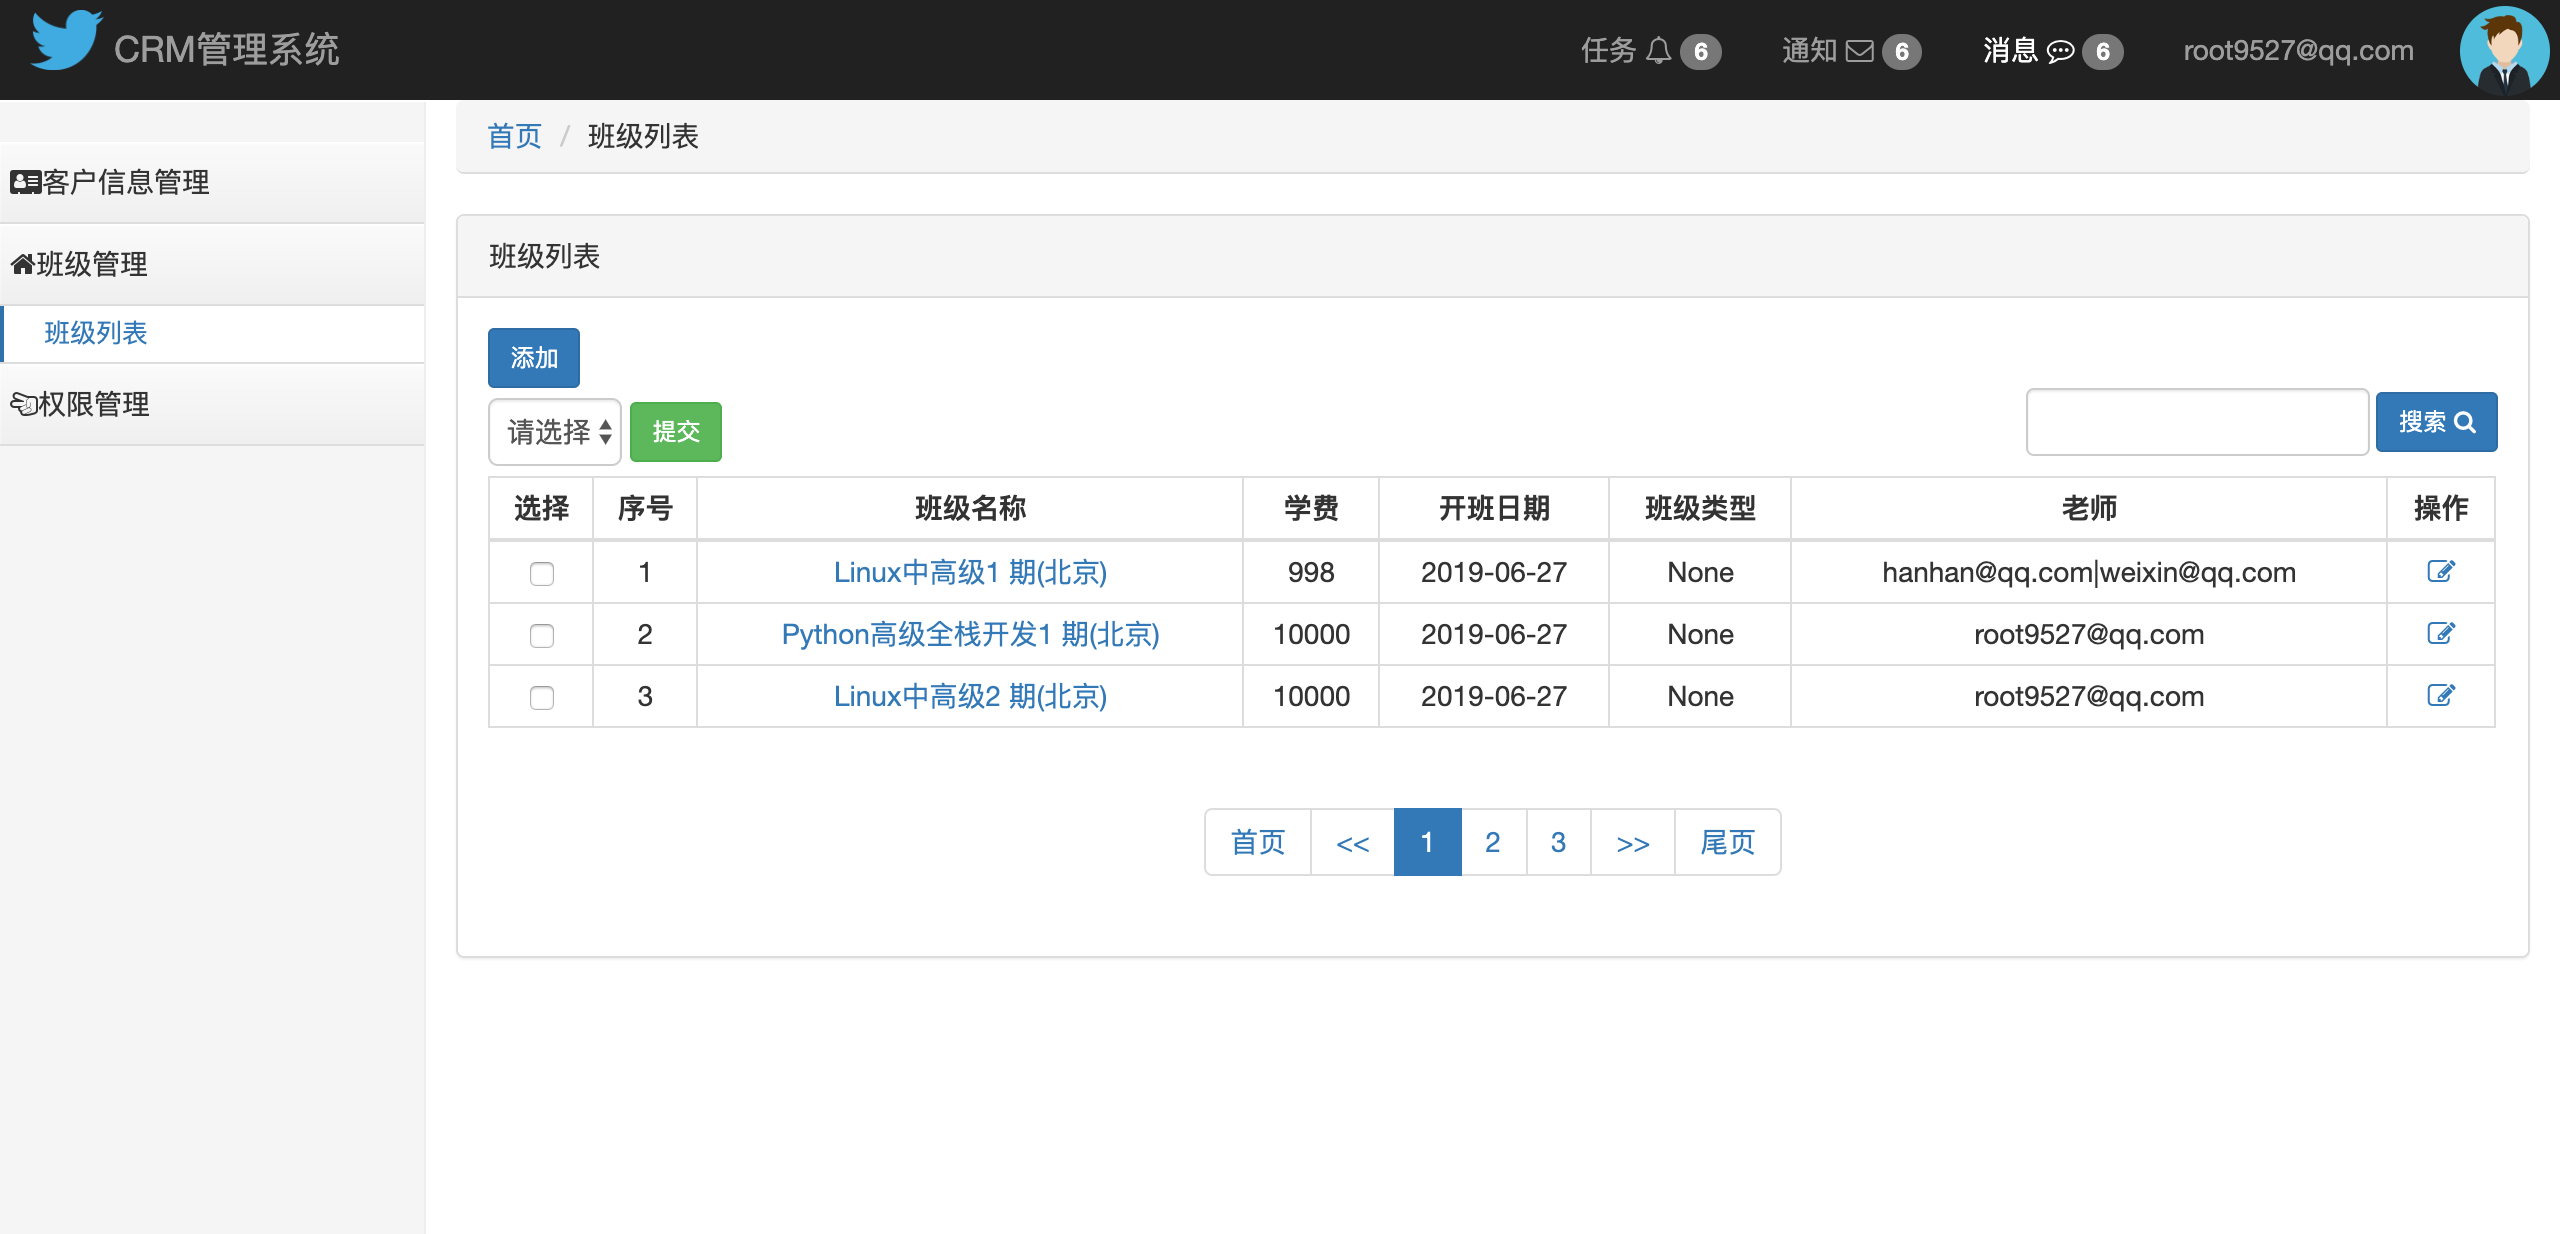 CRM管理系统
任务 6 通知 6 消息 6 root9527@qq.com
客户信息管理
班级管理
班级列表
权限管理
首页 / 班级列表
班级列表
添加
请选择 提交
搜索
选择 序号 班级名称 学费 开班日期 班级类型 老师 操作
1 Linux中高级1 期(北京) 998 2019-06-27 None hanhan@qq.com|weixin@qq.com
2 Python高级全栈开发1 期(北京) 10000 2019-06-27 None root9527@qq.com
3 Linux中高级2 期(北京) 10000 2019-06-27 None root9527@qq.com
首页 << 1 2 3 >> 尾页